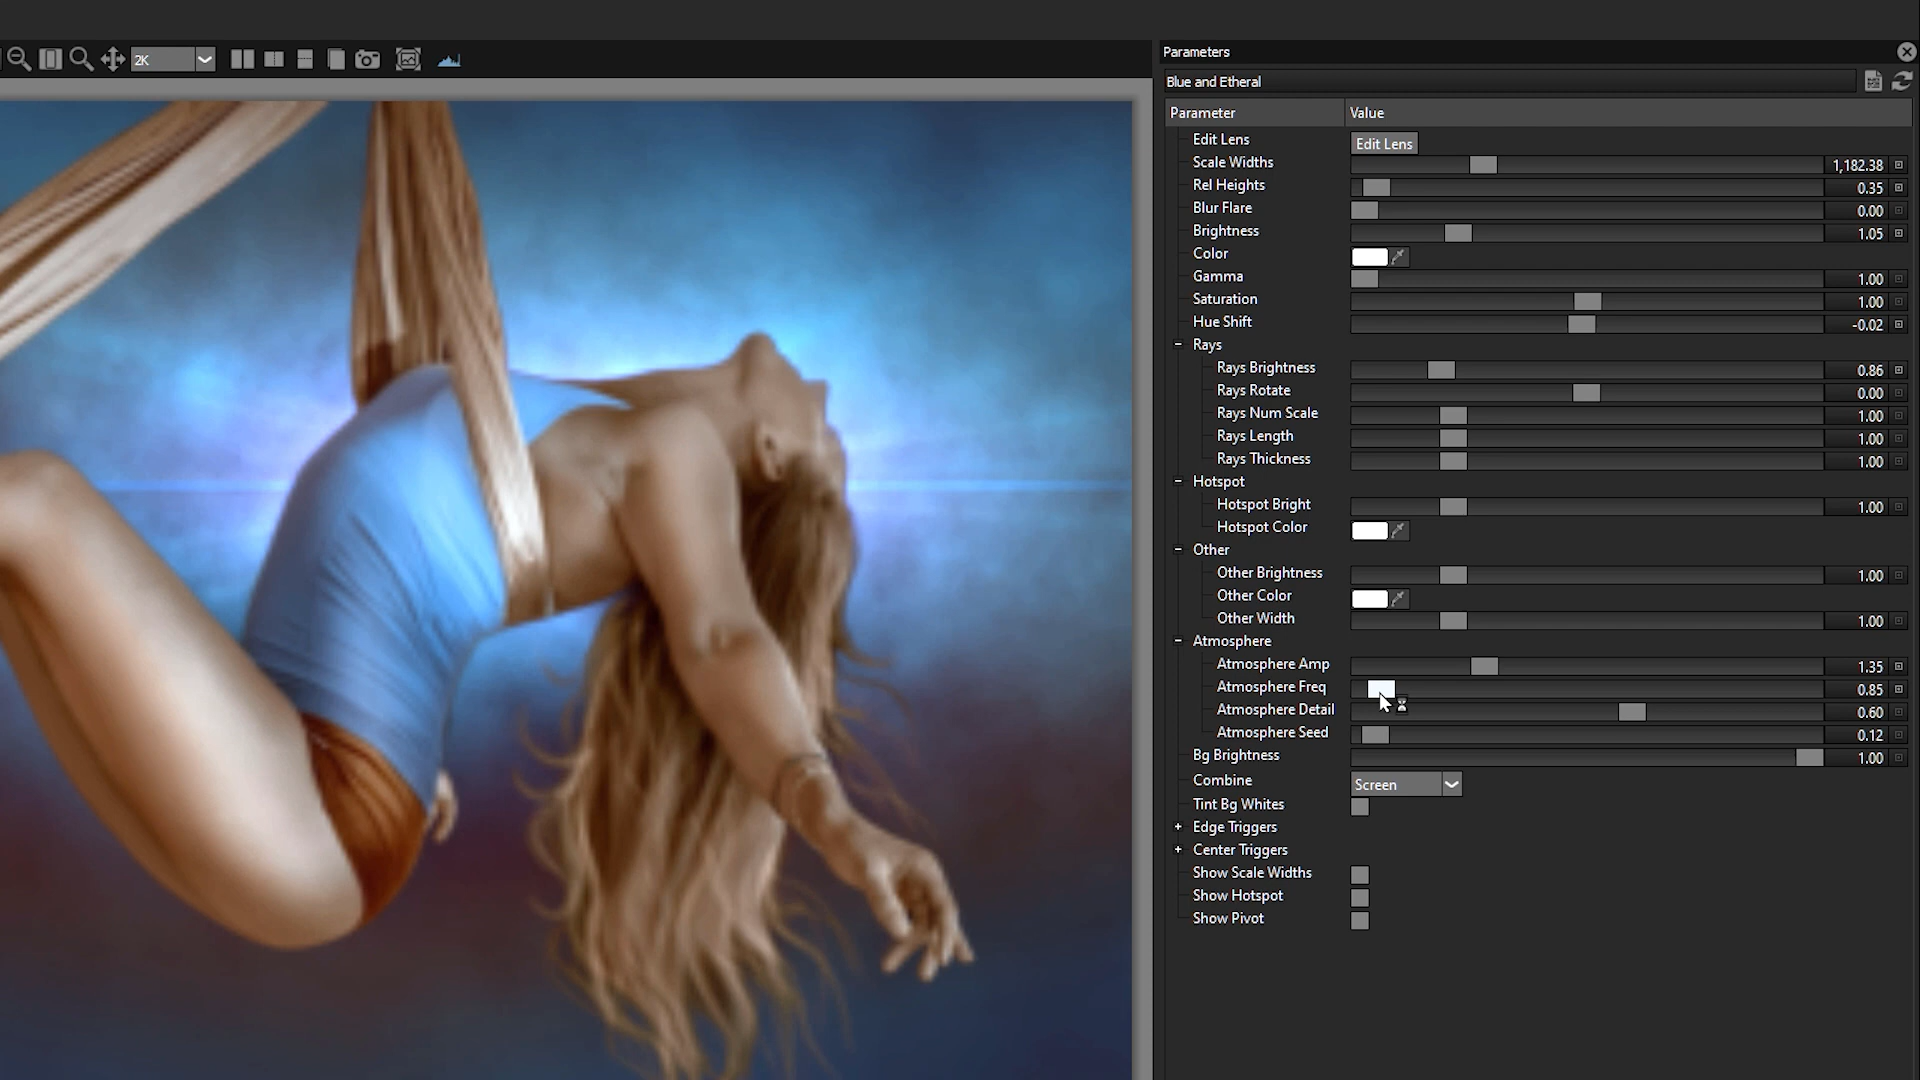 2K
Parameters
Blue and Etheral
Parameter Value
Edit Lens Edit Lens
Scale Widths 1,182.38
Rel Heights 0.35
Blur Flare 0.00
Brightness 1.05
Color
Gamma 1.00
Saturation 1.00
Hue Shift -0.02
Rays
Rays Brightness 0.86
Rays Rotate 0.00
Rays Num Scale 1.00
Rays Length 1.00
Rays Thickness 1.00
Hotspot
Hotspot Bright 1.00
Hotspot Color
Other
Other Brightness 1.00
Other Color
Other Width 1.00
Atmosphere
Atmosphere Amp 1.35
Atmosphere Freq 0.85
Atmosphere Detail 0.60
Atmosphere Seed 0.12
Bg Brightness 1.00
Combine Screen
Tint Bg Whites
Edge Triggers
Center Triggers
Show Scale Widths
Show Hotspot
Show Pivot